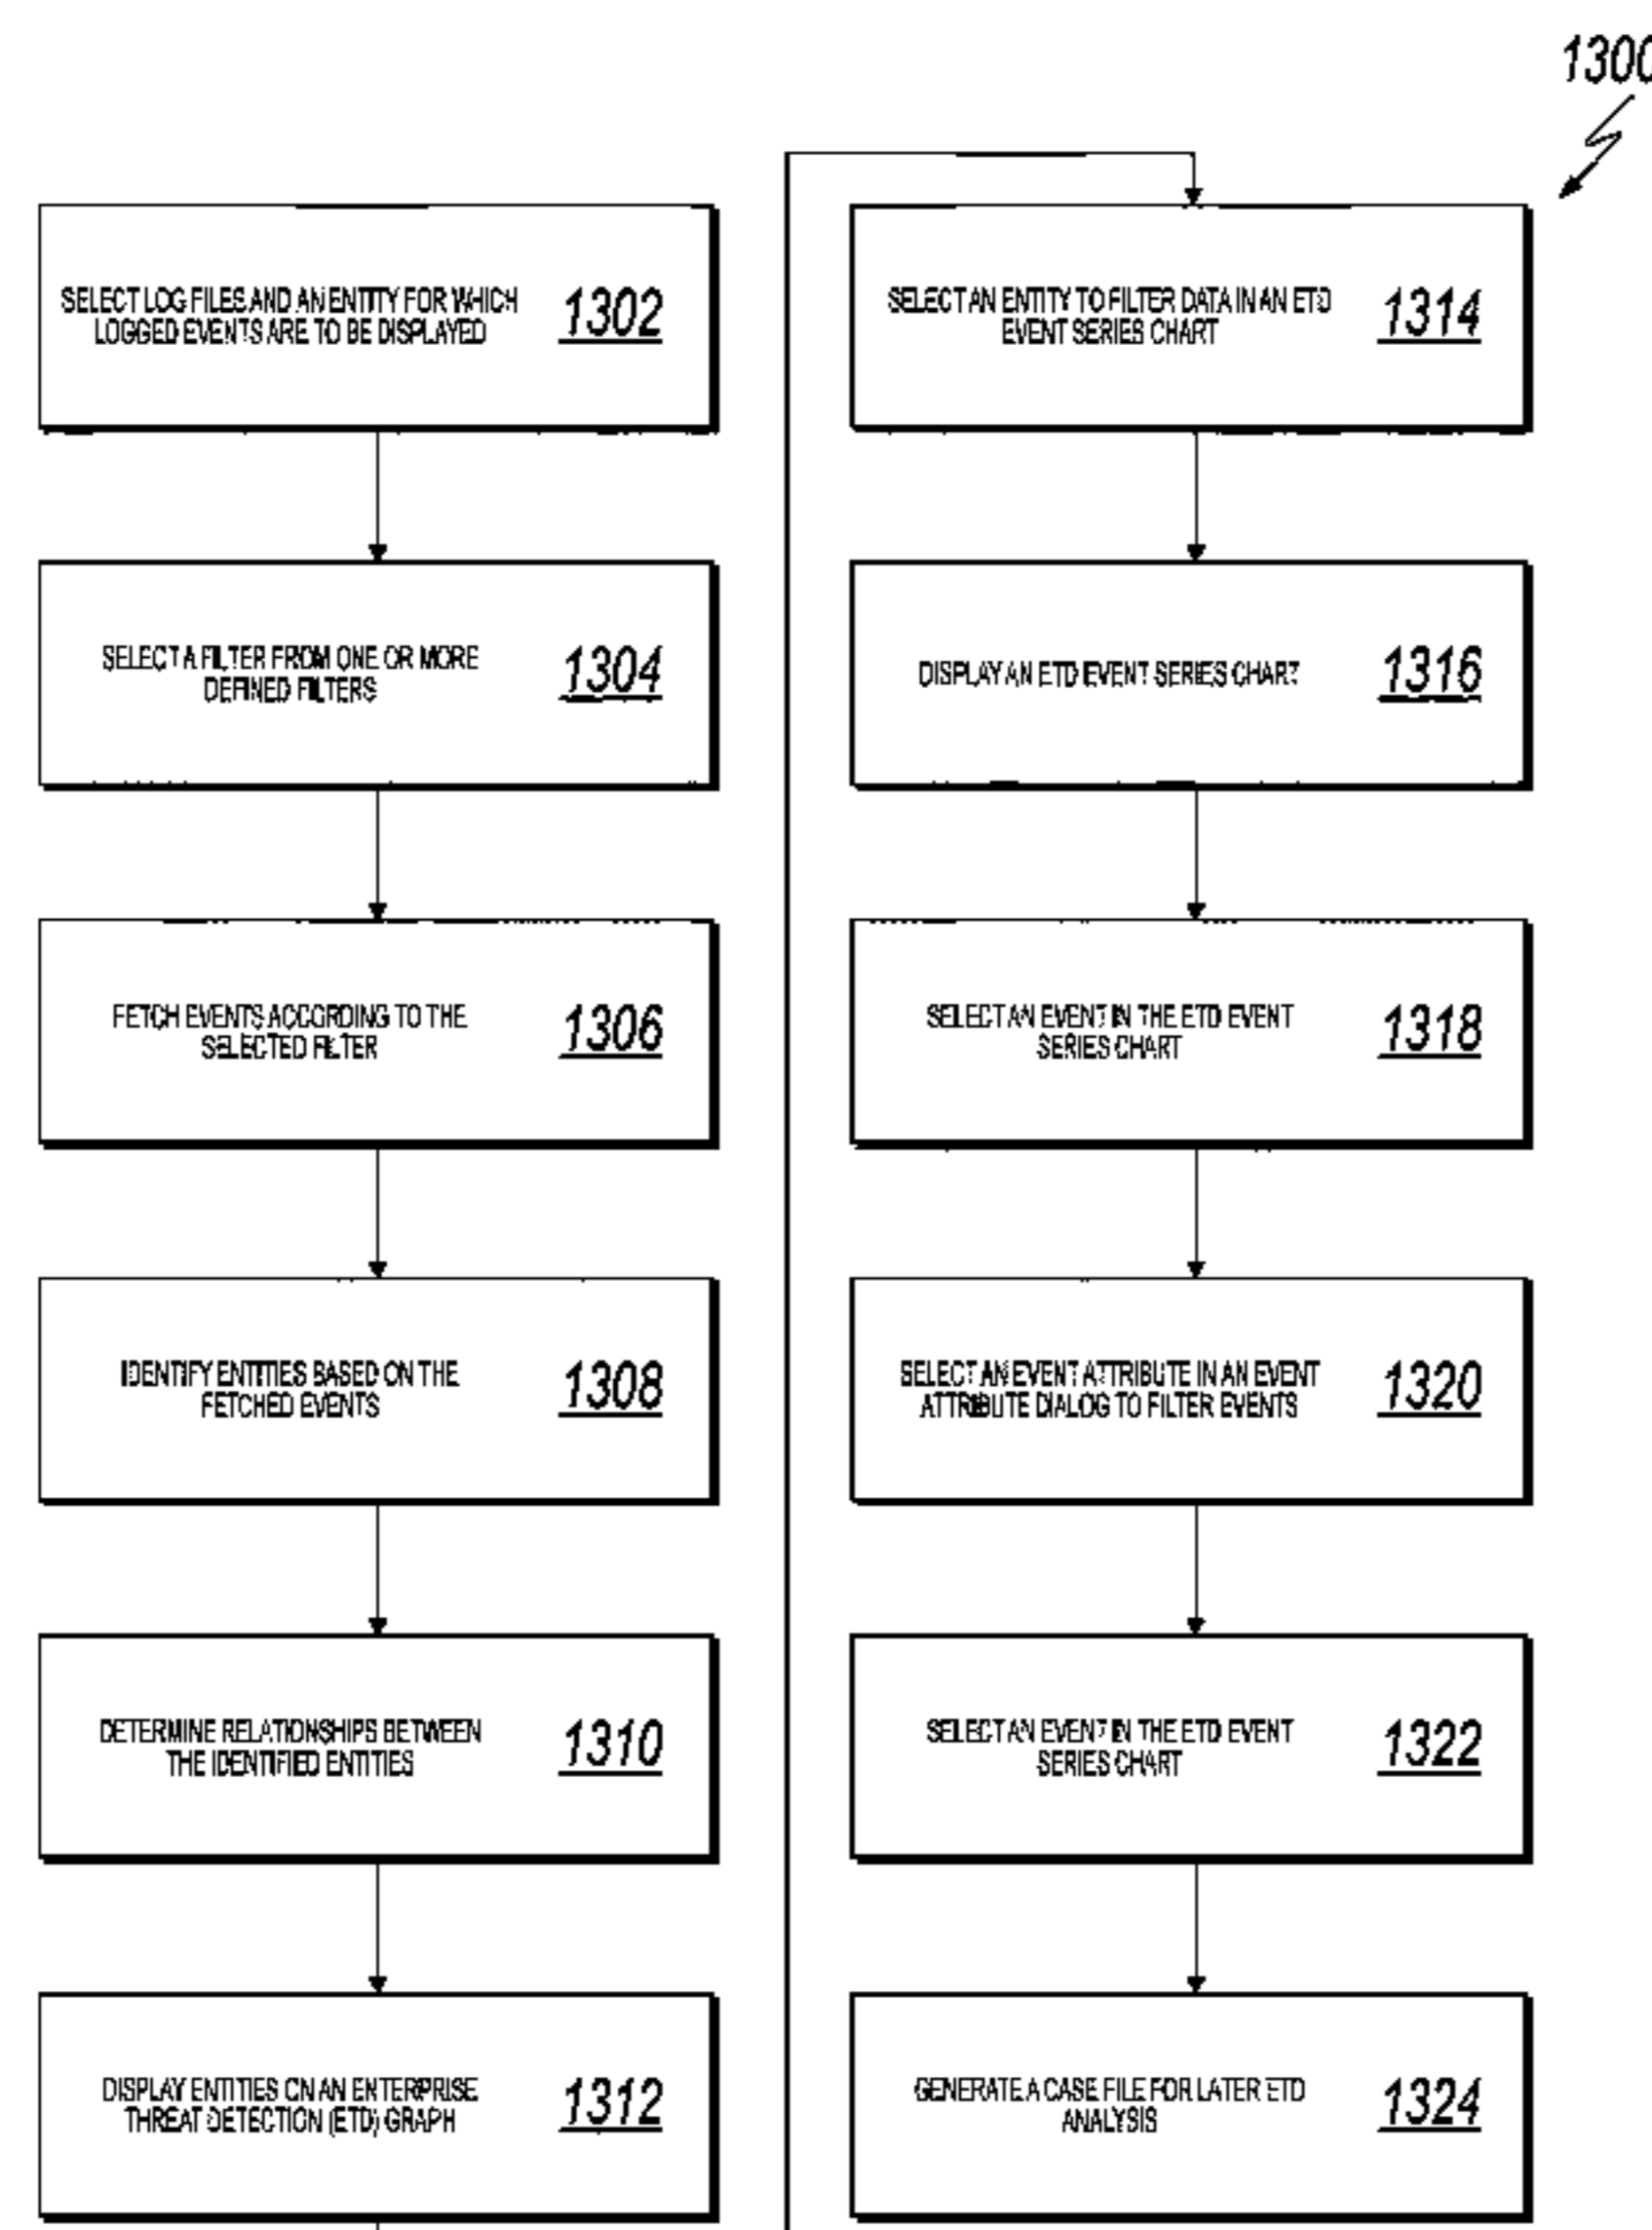 1300
SELECT LOG FILES AND AN ENTITY FOR WHICH
LOGGED EVENTS ARE TO BE DISPLAYED
1302
SELECT A FILTER FROM ONE OR MORE
DEFINED FILTERS
1304
FETCH EVENTS ACCORDING TO THE
SELECTED FILTER
1306
IDENTIFY ENTITIES BASED ON THE
FETCHED EVENTS
1308
DETERMINE RELATIONSHIPS BETWEEN
THE IDENTIFIED ENTITIES
1310
DISPLAY ENTITIES ON AN ENTERPRISE
THREAT DETECTION (ETD) GRAPH
1312
SELECT AN ENTITY TO FILTER DATA IN AN ETD
EVENT SERIES CHART
1314
DISPLAY AN ETD EVENT SERIES CHART
1316
SELECT AN EVENT IN THE ETD EVENT
SERIES CHART
1318
SELECT AN EVENT ATTRIBUTE IN AN EVENT
ATTRIBUTE DIALOG TO FILTER EVENTS
1320
SELECT AN EVENT IN THE ETD EVENT
SERIES CHART
1322
GENERATE A CASE FILE FOR LATER ETD
ANALYSIS
1324